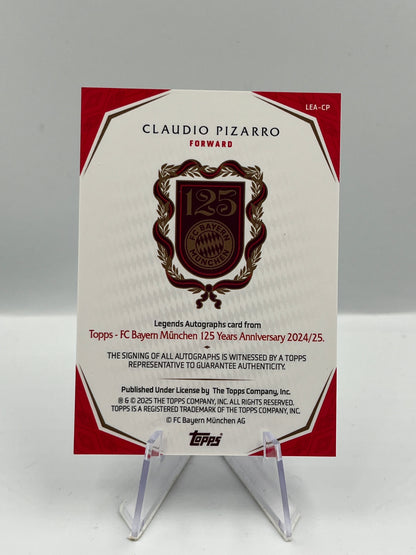 LEA-CP
CLAUDIO PIZARRO
FORWARD
125
FC BAYERN
MÜNCHEN
Legends Autographs card from
Topps - FC Bayern München 125 Years Anniversary 2024/25.
THE SIGNING OF ALL AUTOGRAPHS IS WITNESSED BY A TOPPS
REPRESENTATIVE TO GUARANTEE AUTHENTICITY.
Published Under License by The Topps Company, Inc.
® & © 2025 THE TOPPS COMPANY, INC. ALL RIGHTS RESERVED.
TOPPS IS A REGISTERED TRADEMARK OF THE TOPPS COMPANY, INC.
© FC Bayern München AG
Topps